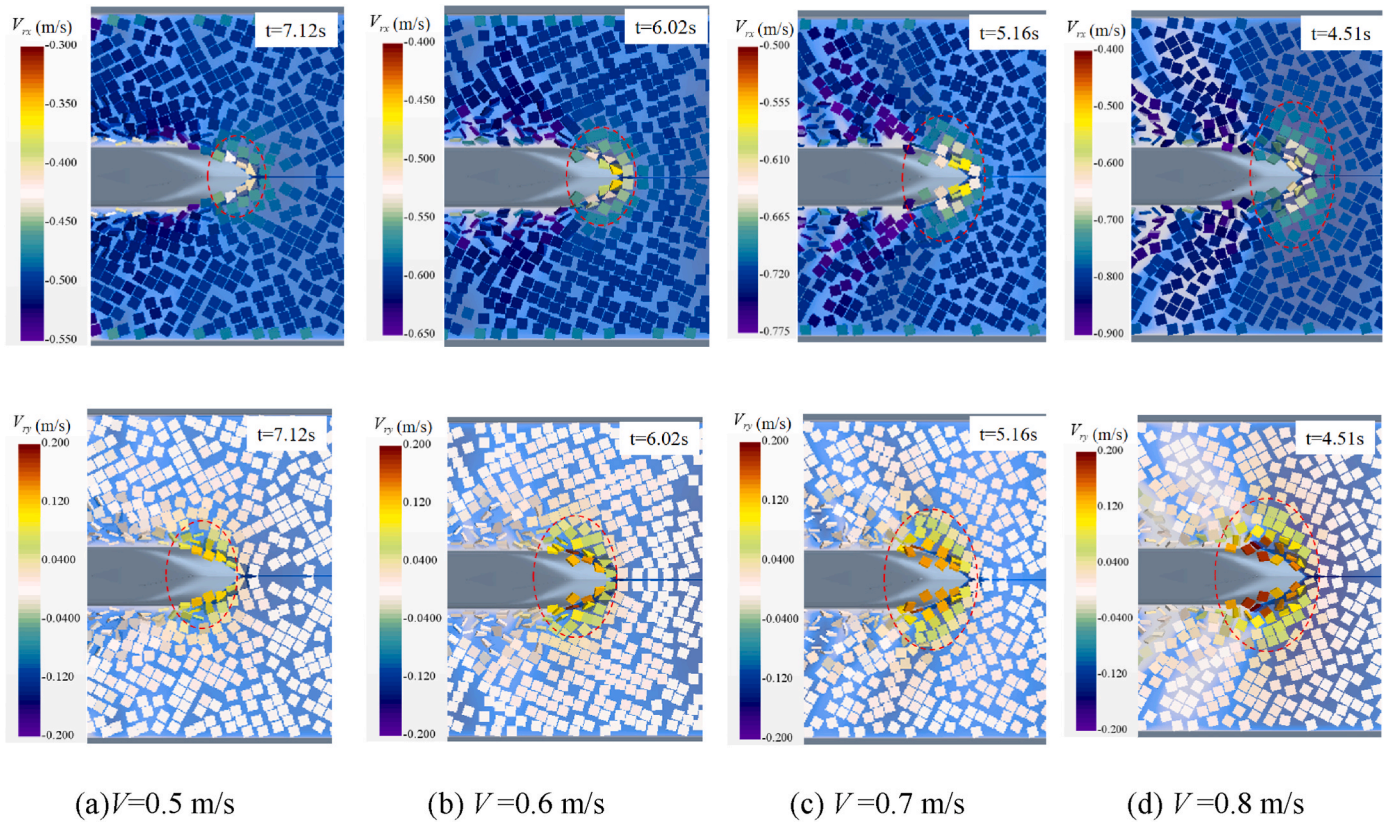 V_rx (m/s)
-0.300
-0.350
-0.400
-0.450
-0.500
-0.550
t=7.12s
V_rx (m/s)
-0.400
-0.450
-0.500
-0.550
-0.600
-0.650
t=6.02s
V_rx (m/s)
-0.500
-0.555
-0.610
-0.665
-0.720
-0.775
t=5.16s
V_rx (m/s)
-0.400
-0.500
-0.600
-0.700
-0.800
-0.900
t=4.51s
V_ry (m/s)
0.200
0.120
0.0400
-0.0400
-0.120
-0.200
t=7.12s
V_ry (m/s)
0.200
0.120
0.0400
-0.0400
-0.120
-0.200
t=6.02s
V_ry (m/s)
0.200
0.120
0.0400
-0.0400
-0.120
-0.200
t=5.16s
V_ry (m/s)
0.200
0.120
0.0400
-0.0400
-0.120
-0.200
t=4.51s
(a)V=0.5 m/s
(b) V=0.6 m/s
(c) V=0.7 m/s
(d) V=0.8 m/s